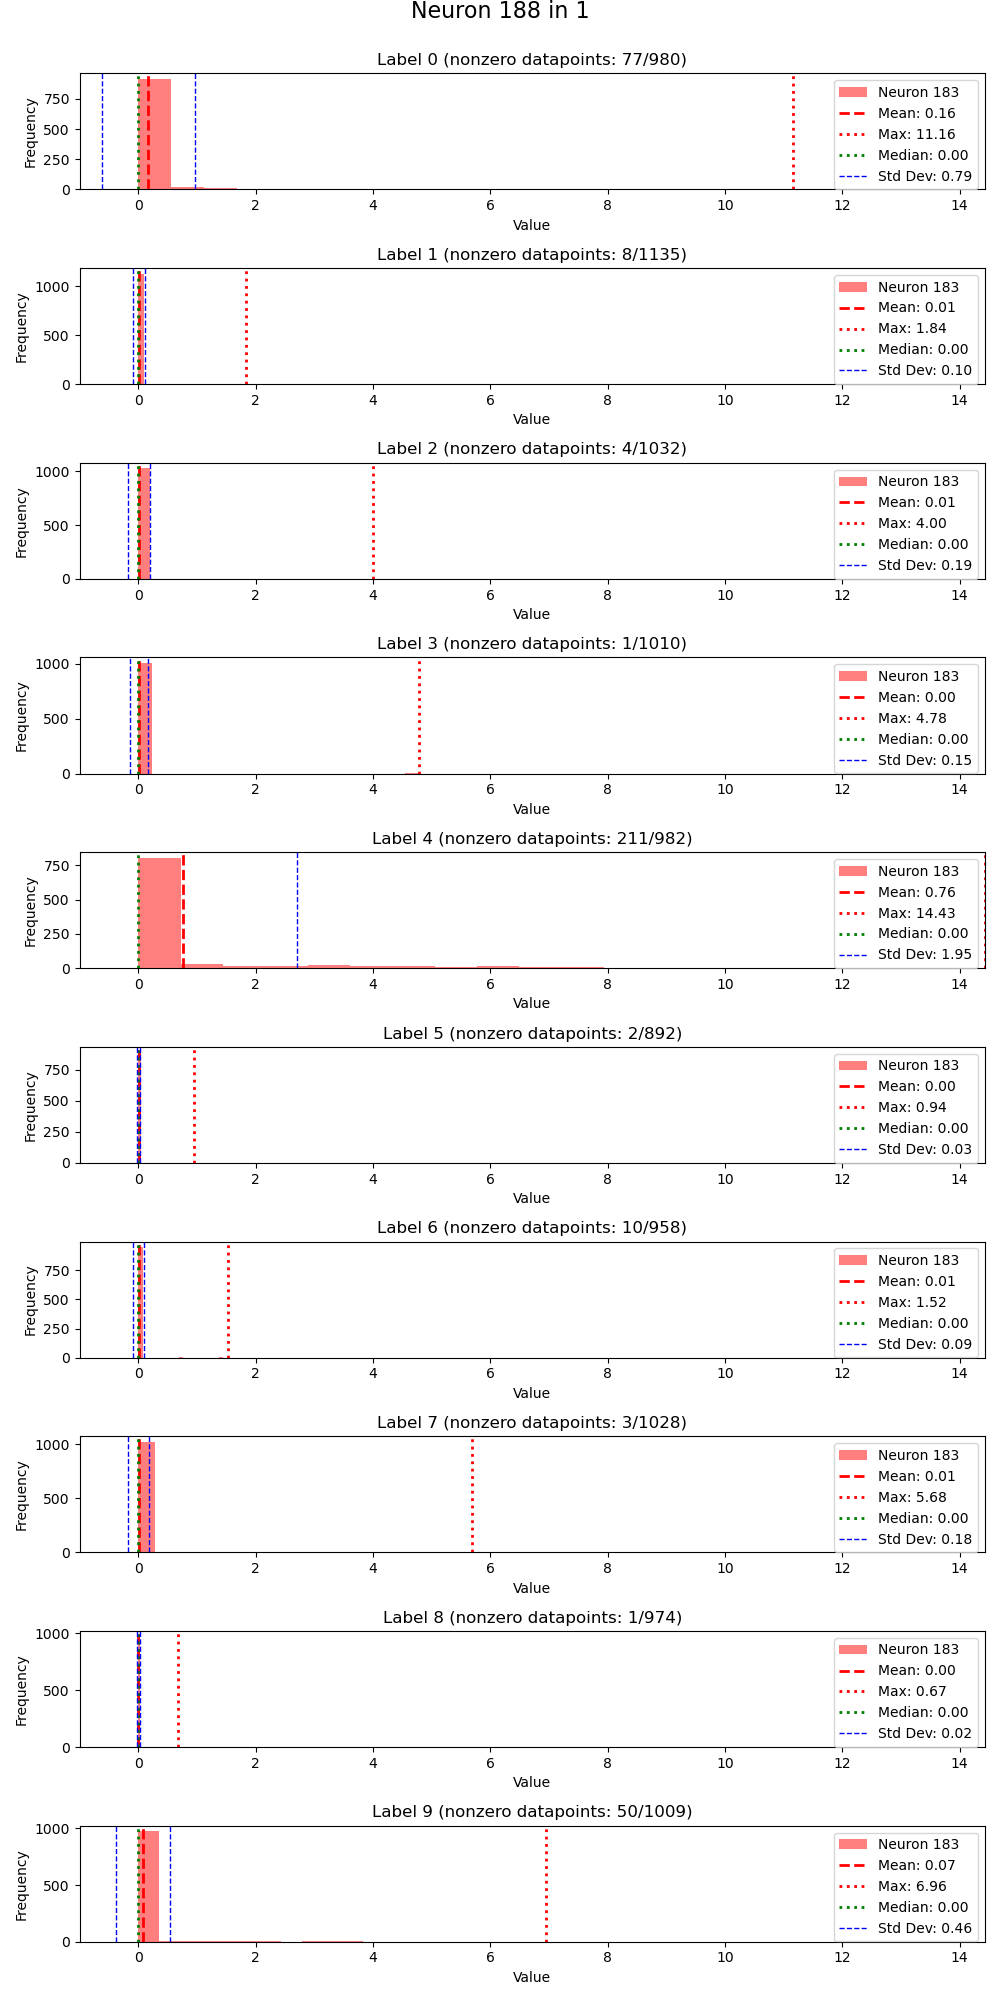 Neuron 188 in 1
Label 0 (nonzero datapoints: 77/980)
Frequency
750
500
250
0
Neuron 183
Mean: 0.16
Max: 11.16
Median: 0.00
Std Dev: 0.79
0 2 4 6 8 10 12 14
Value
Label 1 (nonzero datapoints: 8/1135)
Frequency
1000
500
0
Neuron 183
Mean: 0.01
Max: 1.84
Median: 0.00
Std Dev: 0.10
0 2 4 6 8 10 12 14
Value
Label 2 (nonzero datapoints: 4/1032)
Frequency
1000
500
0
Neuron 183
Mean: 0.01
Max: 4.00
Median: 0.00
Std Dev: 0.19
0 2 4 6 8 10 12 14
Value
Label 3 (nonzero datapoints: 1/1010)
Frequency
1000
500
0
Neuron 183
Mean: 0.00
Max: 4.78
Median: 0.00
Std Dev: 0.15
0 2 4 6 8 10 12 14
Value
Label 4 (nonzero datapoints: 211/982)
Frequency
750
500
250
0
Neuron 183
Mean: 0.76
Max: 14.43
Median: 0.00
Std Dev: 1.95
0 2 4 6 8 10 12 14
Value
Label 5 (nonzero datapoints: 2/892)
Frequency
750
500
250
0
Neuron 183
Mean: 0.00
Max: 0.94
Median: 0.00
Std Dev: 0.03
0 2 4 6 8 10 12 14
Value
Label 6 (nonzero datapoints: 10/958)
Frequency
750
500
250
0
Neuron 183
Mean: 0.01
Max: 1.52
Median: 0.00
Std Dev: 0.09
0 2 4 6 8 10 12 14
Value
Label 7 (nonzero datapoints: 3/1028)
Frequency
1000
500
0
Neuron 183
Mean: 0.01
Max: 5.68
Median: 0.00
Std Dev: 0.18
0 2 4 6 8 10 12 14
Value
Label 8 (nonzero datapoints: 1/974)
Frequency
1000
500
0
Neuron 183
Mean: 0.00
Max: 0.67
Median: 0.00
Std Dev: 0.02
0 2 4 6 8 10 12 14
Value
Label 9 (nonzero datapoints: 50/1009)
Frequency
1000
500
0
Neuron 183
Mean: 0.07
Max: 6.96
Median: 0.00
Std Dev: 0.46
0 2 4 6 8 10 12 14
Value